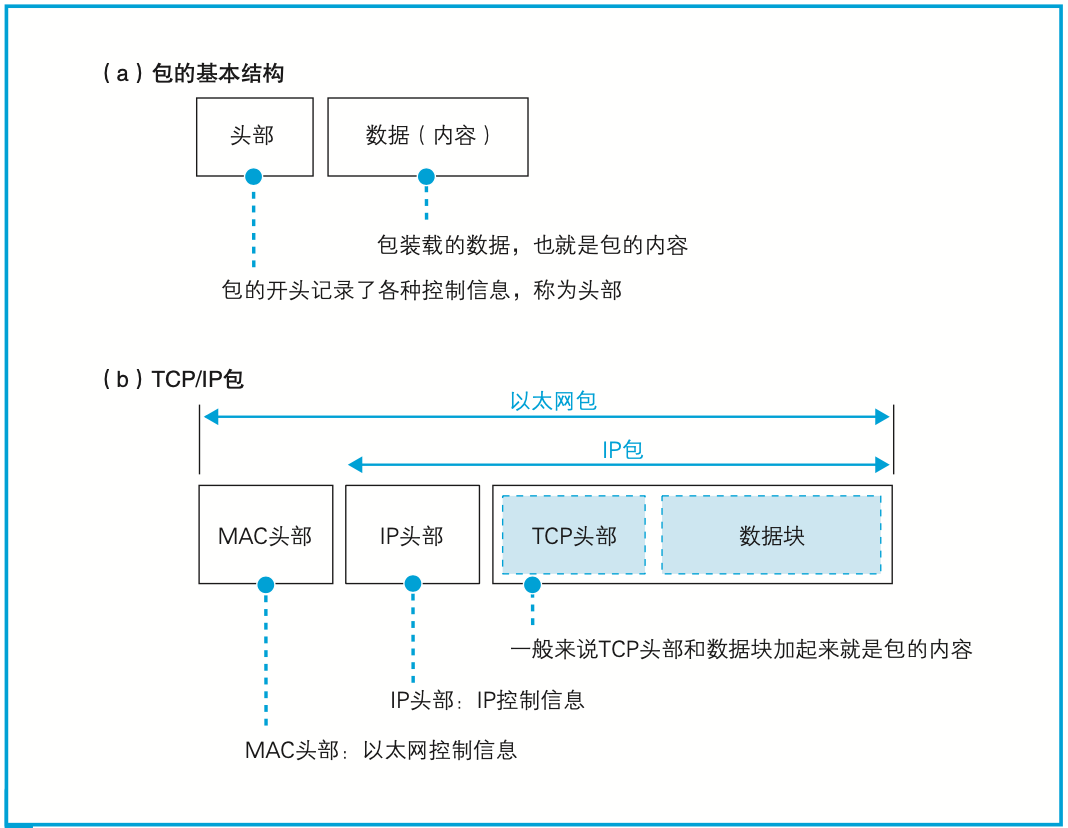 （a）包的基本结构
头部
数据（内容）
包装载的数据，也就是包的内容
包的开头记录了各种控制信息，称为头部
（b）TCP/IP包
以太网包
IP包
MAC头部
IP头部
TCP头部
数据块
一般来说TCP头部和数据块加起来就是包的内容
IP头部：IP控制信息
MAC头部：以太网控制信息